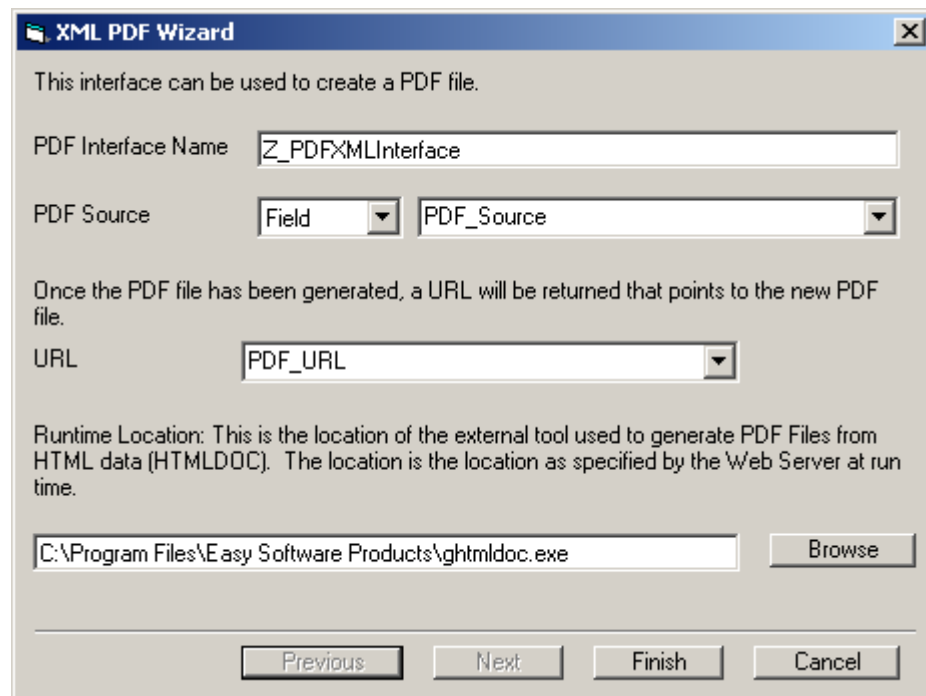 XML PDF Wizard
This interface can be used to create a PDF file.
PDF Interface Name Z_PDFXMLInterface
PDF Source Field PDF_Source
Once the PDF file has been generated, a URL will be returned that points to the new PDF
file.
URL PDF_URL
Runtime Location: This is the location of the external tool used to generate PDF Files from
HTML data (HTMLDOC). The location is the location as specified by the Web Server at run
time.
C:\Program Files\Easy Software Products\ghtmldoc.exe Browse
Previous Next Finish Cancel